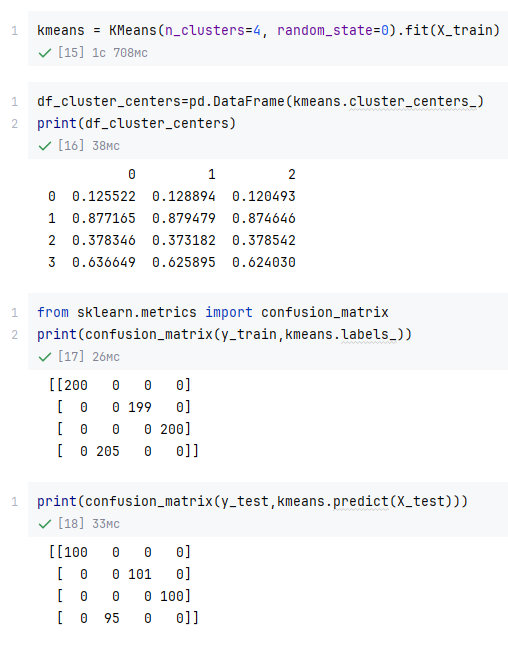 1 kmeans = KMeans(n_clusters=4, random_state=0).fit(X_train)
✓ [15] 1с 708мс
1 df_cluster_centers=pd.DataFrame(kmeans.cluster_centers_)
2 print(df_cluster_centers)
✓ [16] 38мс
0 1 2
0 0.125522 0.128894 0.120493
1 0.877165 0.879479 0.874646
2 0.378346 0.373182 0.378542
3 0.636649 0.625895 0.624030
1 from sklearn.metrics import confusion_matrix
2 print(confusion_matrix(y_train,kmeans.labels_))
✓ [17] 26мс
[[200 0 0 0]
[ 0 0 199 0]
[ 0 0 0 200]
[ 0 205 0 0]]
1 print(confusion_matrix(y_test,kmeans.predict(X_test)))
✓ [18] 33мс
[[100 0 0 0]
[ 0 0 101 0]
[ 0 0 0 100]
[ 0 95 0 0]]